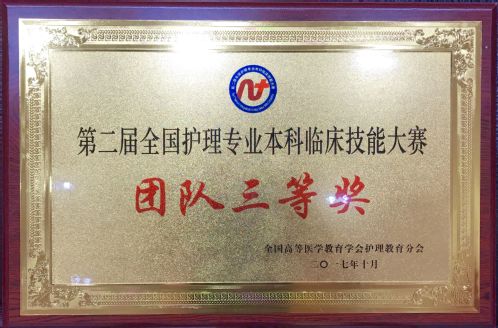 第二届全国护理专业本科临床技能大赛
团队三等奖
全国高等医学教育学会护理教育分会
二〇一七年十月